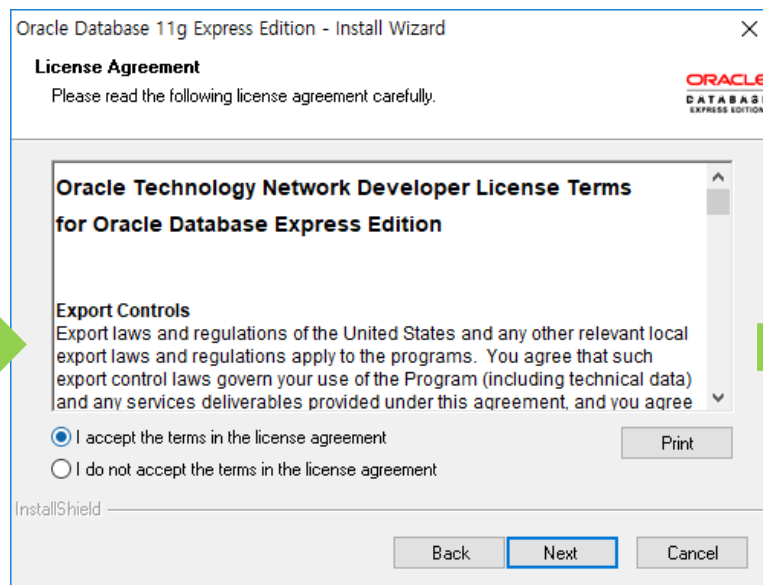 Oracle Database 11g Express Edition - Install Wizard
License Agreement
Please read the following license agreement carefully.
ORACLE
DATABASE
EXPRESS EDITION
Oracle Technology Network Developer License Terms
for Oracle Database Express Edition
Export Controls
Export laws and regulations of the United States and any other relevant local
export laws and regulations apply to the programs. You agree that such
export control laws govern your use of the Program (including technical data)
and any services deliverables provided under this agreement, and you agree
I accept the terms in the license agreement
Print
I do not accept the terms in the license agreement
InstallShield
Back
Next
Cancel